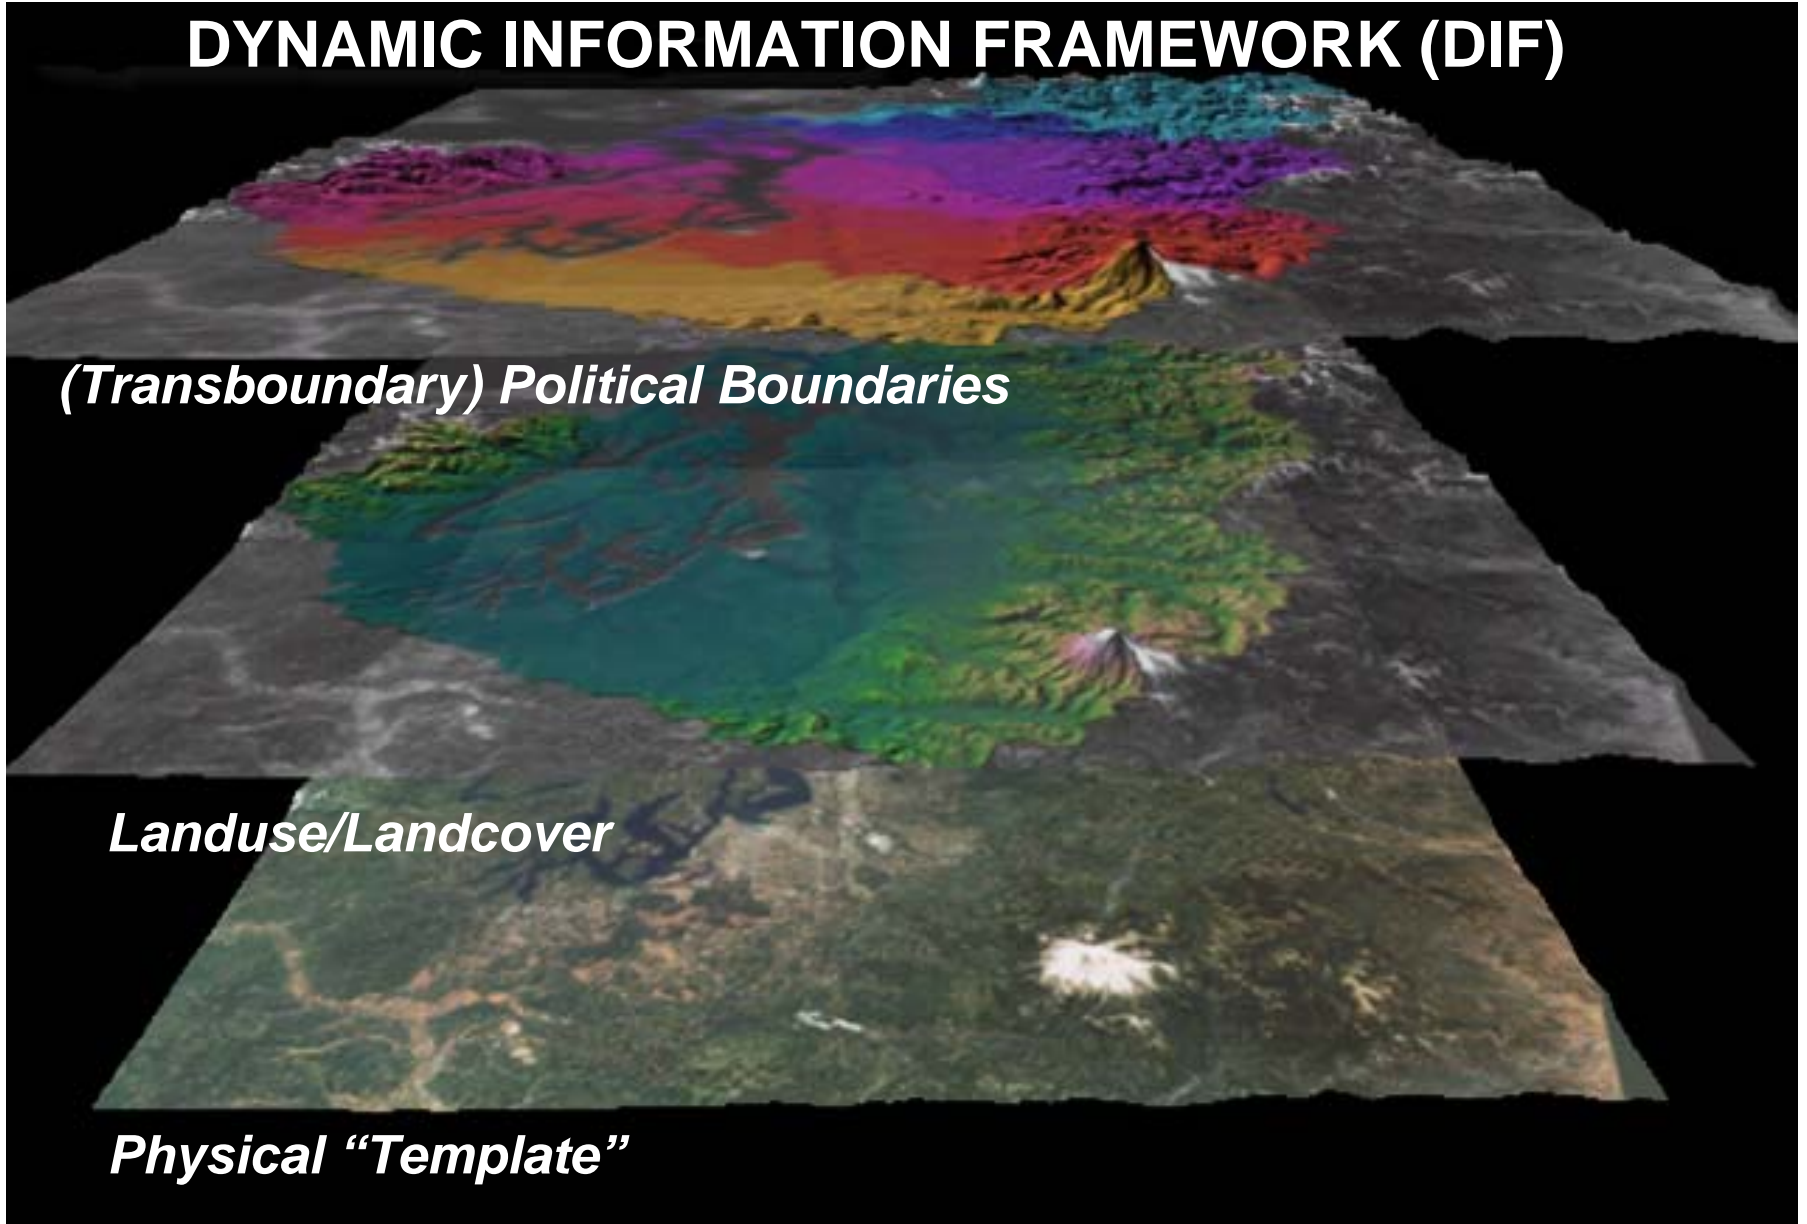 DYNAMIC INFORMATION FRAMEWORK (DIF)
(Transboundary) Political Boundaries
Landuse/Landcover
Physical “Template”